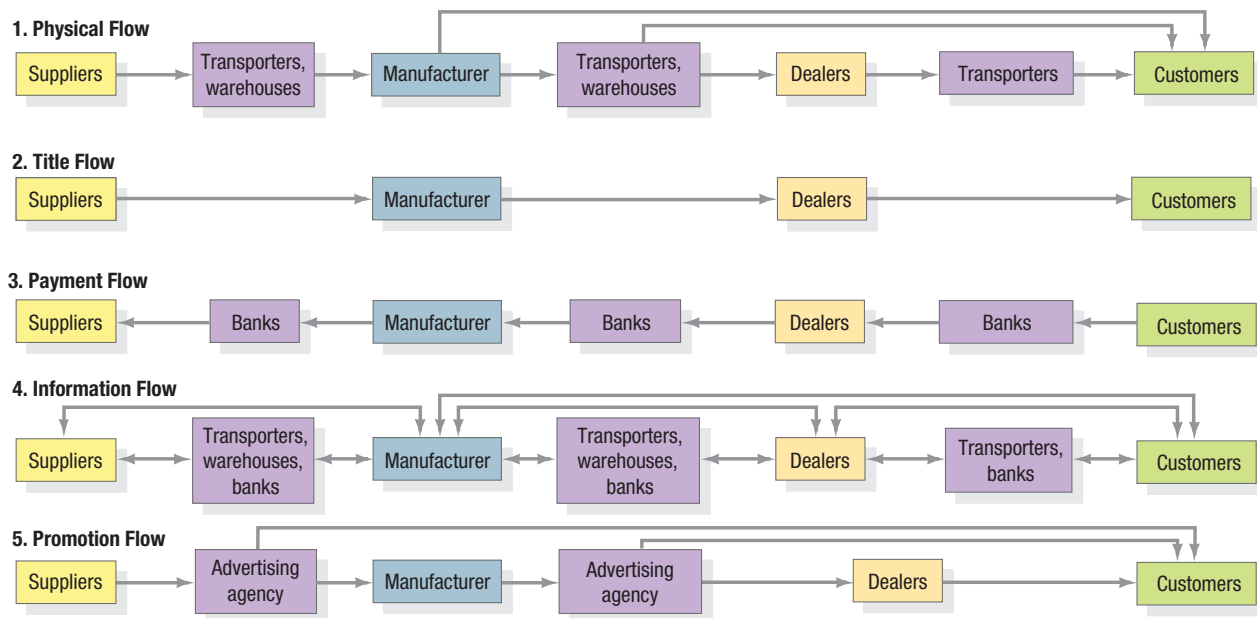 1. Physical Flow
Suppliers
Transporters,
warehouses
Manufacturer
Transporters,
warehouses
Dealers
Transporters
Customers
2. Title Flow
Suppliers
Manufacturer
Dealers
Customers
3. Payment Flow
Suppliers
Banks
Manufacturer
Banks
Dealers
Banks
Customers
4. Information Flow
Suppliers
Transporters,
warehouses,
banks
Manufacturer
Transporters,
warehouses,
banks
Dealers
Transporters,
banks
Customers
5. Promotion Flow
Suppliers
Advertising
agency
Manufacturer
Advertising
agency
Dealers
Customers